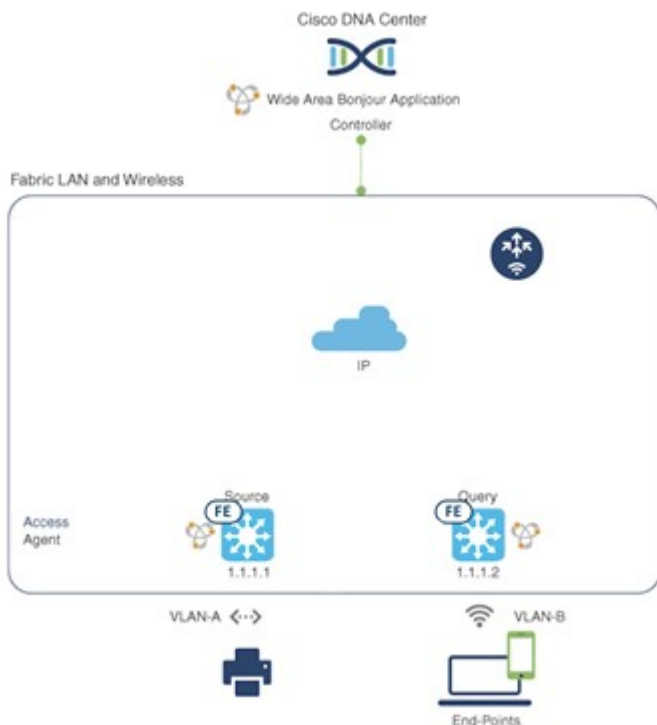 Cisco DNA Center
Wide Area Bonjour Application
Controller
Fabric LAN and Wireless
IP
Source
Query
FE
FE
Access
Agent
1.1.1.1
1.1.1.2
VLAN-A
VLAN-B
End-Points